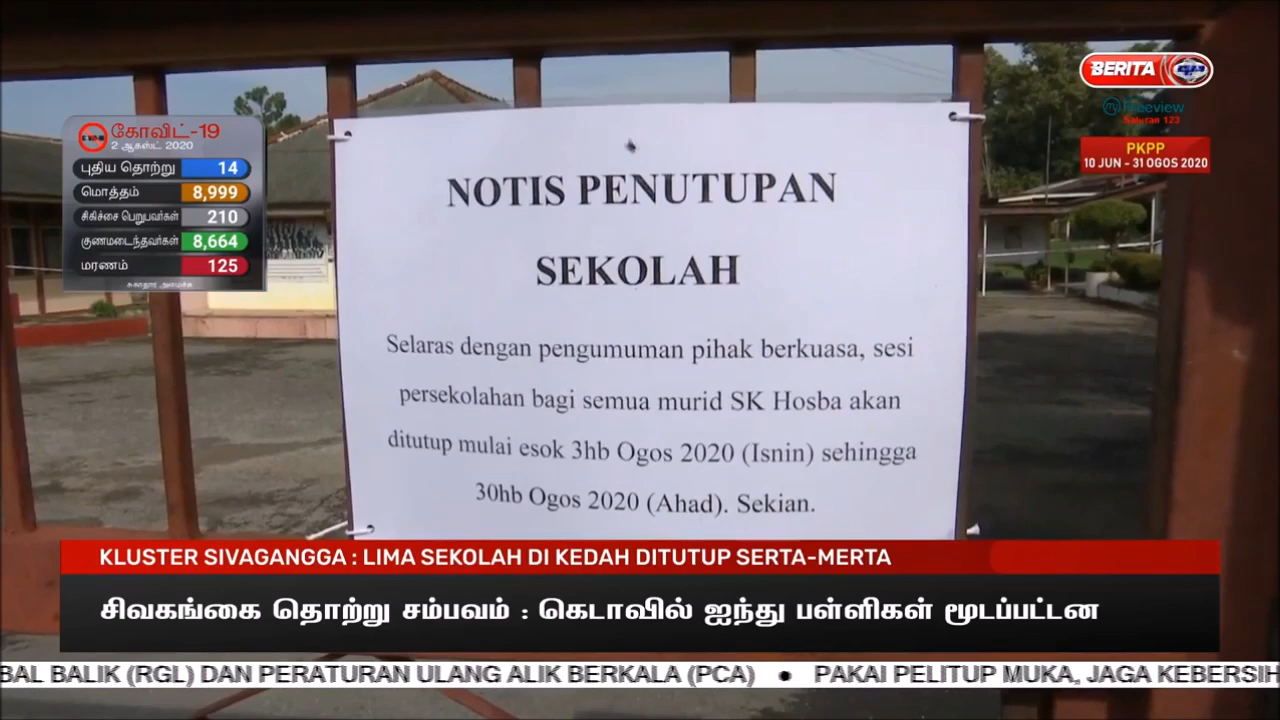 கோவிட்-19
2 ஆகஸ்ட் 2020
புதிய தொற்று 14
மொத்தம் 8,999
சிகிச்சை பெறுபவர்கள் 210
குணமடைந்தவர்கள் 8,664
மரணம் 125
BERITA
Freeview
Saluran 123
PKPP
10 JUN - 31 OGOS 2020
NOTIS PENUTUPAN
SEKOLAH
Selaras dengan pengumuman pihak berkuasa, sesi
persekolahan bagi semua murid SK Hosba akan
ditutup mulai esok 3hb Ogos 2020 (Isnin) sehingga
30hb Ogos 2020 (Ahad). Sekian.
KLUSTER SIVAGANGGA : LIMA SEKOLAH DI KEDAH DITUTUP SERTA-MERTA
சிவகங்கை தொற்று சம்பவம் : கெடாவில் ஐந்து பள்ளிகள் மூடப்பட்டன
BAL BALIK (RGL) DAN PERATURAN ULANG ALIK BERKALA (PCA) ● PAKAI PELITUP MUKA, JAGA KEBERSIH